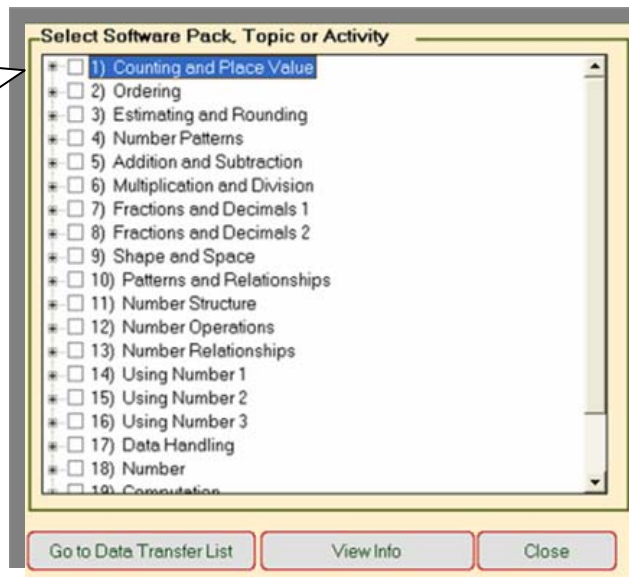 Select Software Pack, Topic or Activity
1) Counting and Place Value
2) Ordering
3) Estimating and Rounding
4) Number Patterns
5) Addition and Subtraction
6) Multiplication and Division
7) Fractions and Decimals 1
8) Fractions and Decimals 2
9) Shape and Space
10) Patterns and Relationships
11) Number Structure
12) Number Operations
13) Number Relationships
14) Using Number 1
15) Using Number 2
16) Using Number 3
17) Data Handling
18) Number
19) Computation
Go to Data Transfer List
View Info
Close